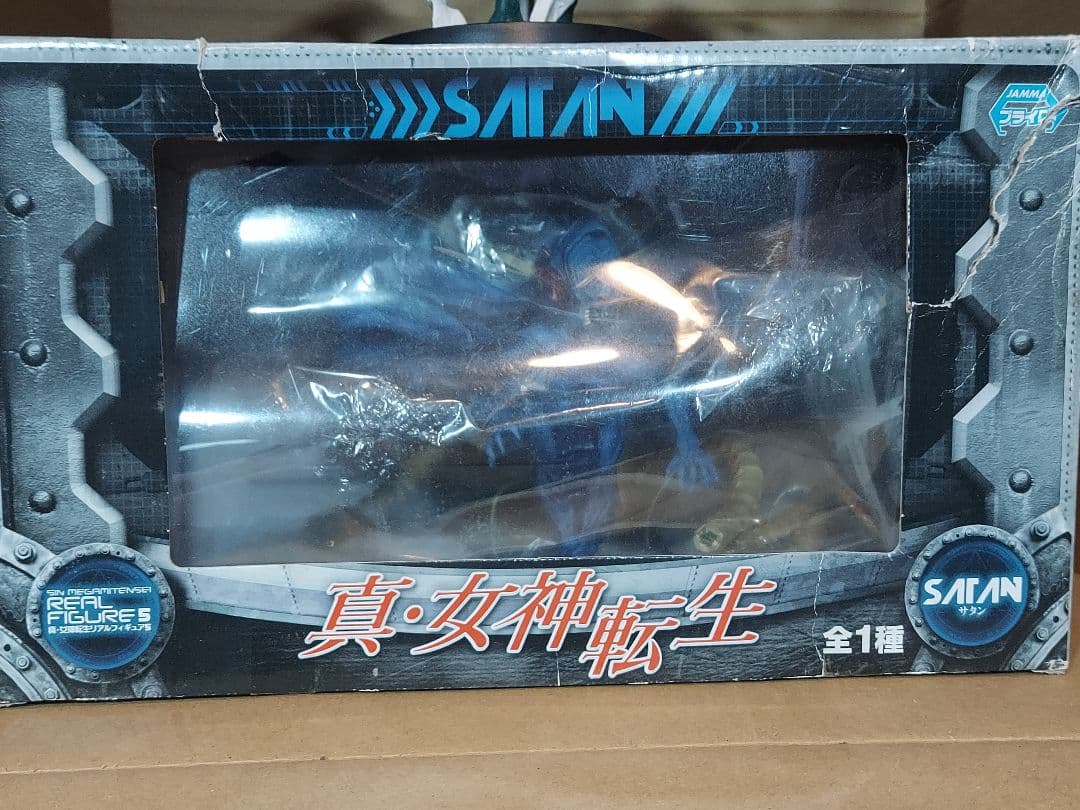 SATAN
JAMMA
プライズ
SIN MEGAMITENSEI
REAL
FIGURE 5
真・女神転生リアルフィギュア5
真・女神転生
全1種
SATAN
サタン